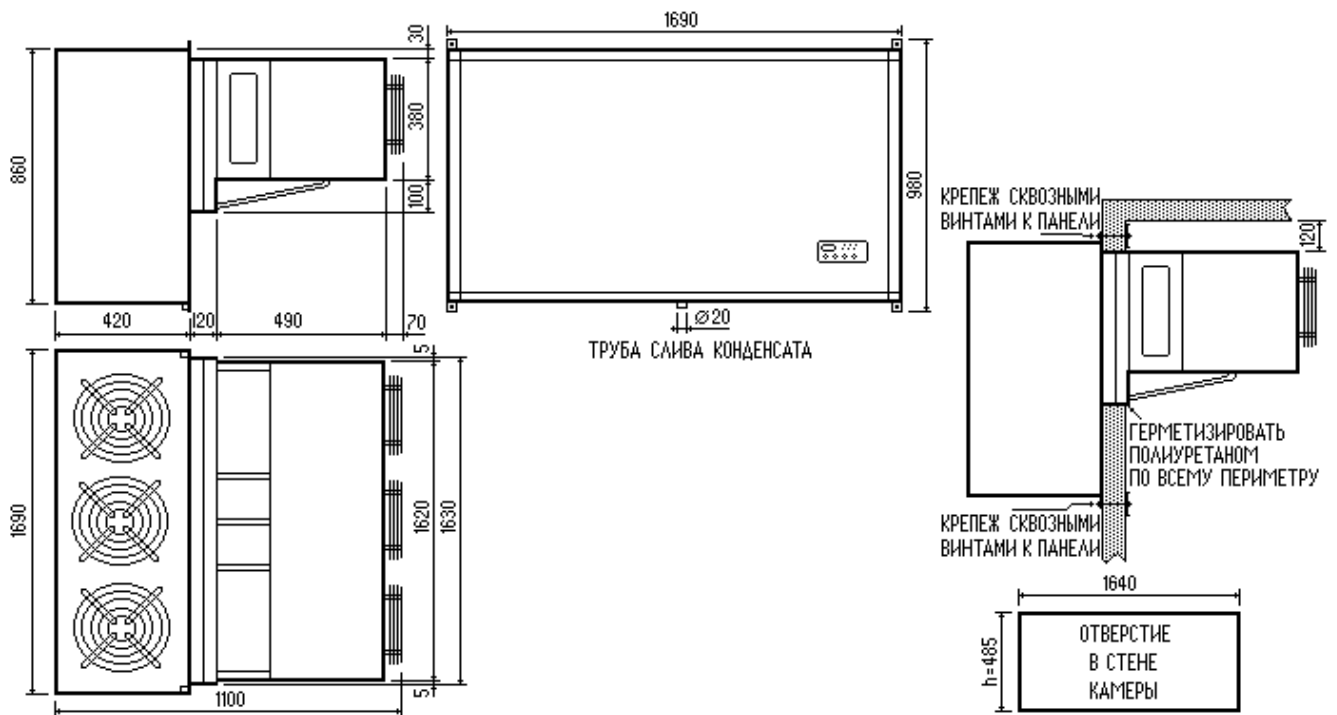 1690
30
380
100
860
420
120
490
70
980
Ø20
ТРУБА СЛИВА КОНДЕНСАТА
КРЕПЕЖ СКВОЗНЫМИ
ВИНТАМИ К ПАНЕЛИ
120
ГЕРМЕТИЗИРОВАТЬ
ПОЛИУРЕТАНОМ
ПО ВСЕМУ ПЕРИМЕТРУ
КРЕПЕЖ СКВОЗНЫМИ
ВИНТАМИ К ПАНЕЛИ
5
1690
1620
1630
5
1100
1640
h=485
ОТВЕРСТИЕ
В СТЕНЕ
КАМЕРЫ